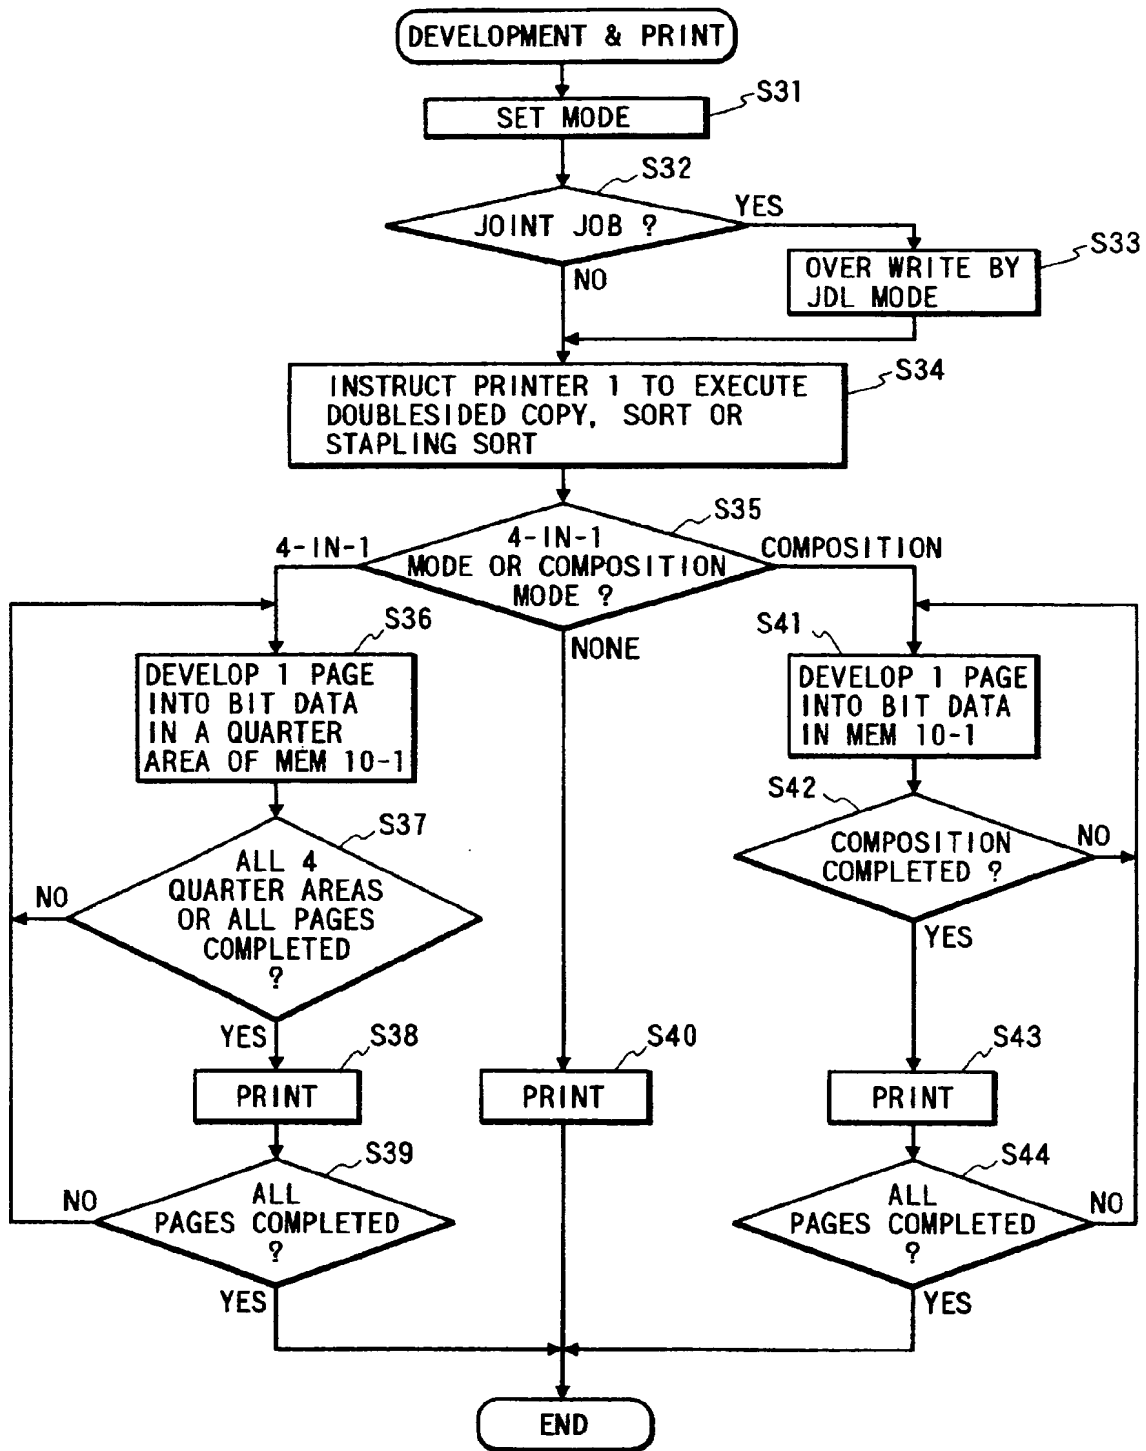 DEVELOPMENT & PRINT
S31
SET MODE
S32
JOINT JOB ?
YES
NO
S33
OVER WRITE BY
JDL MODE
S34
INSTRUCT PRINTER 1 TO EXECUTE
DOUBLESIDED COPY, SORT OR
STAPLING SORT
S35
4-IN-1
MODE OR COMPOSITION
MODE ?
4-IN-1
COMPOSITION
NONE
S36
DEVELOP 1 PAGE
INTO BIT DATA
IN A QUARTER
AREA OF MEM 10-1
S37
ALL 4
QUARTER AREAS
OR ALL PAGES
COMPLETED
?
NO
YES
S38
PRINT
S39
ALL
PAGES COMPLETED
?
NO
YES
S40
PRINT
S41
DEVELOP 1 PAGE
INTO BIT DATA
IN MEM 10-1
S42
COMPOSITION
COMPLETED ?
NO
YES
S43
PRINT
S44
ALL
PAGES COMPLETED
?
NO
YES
END